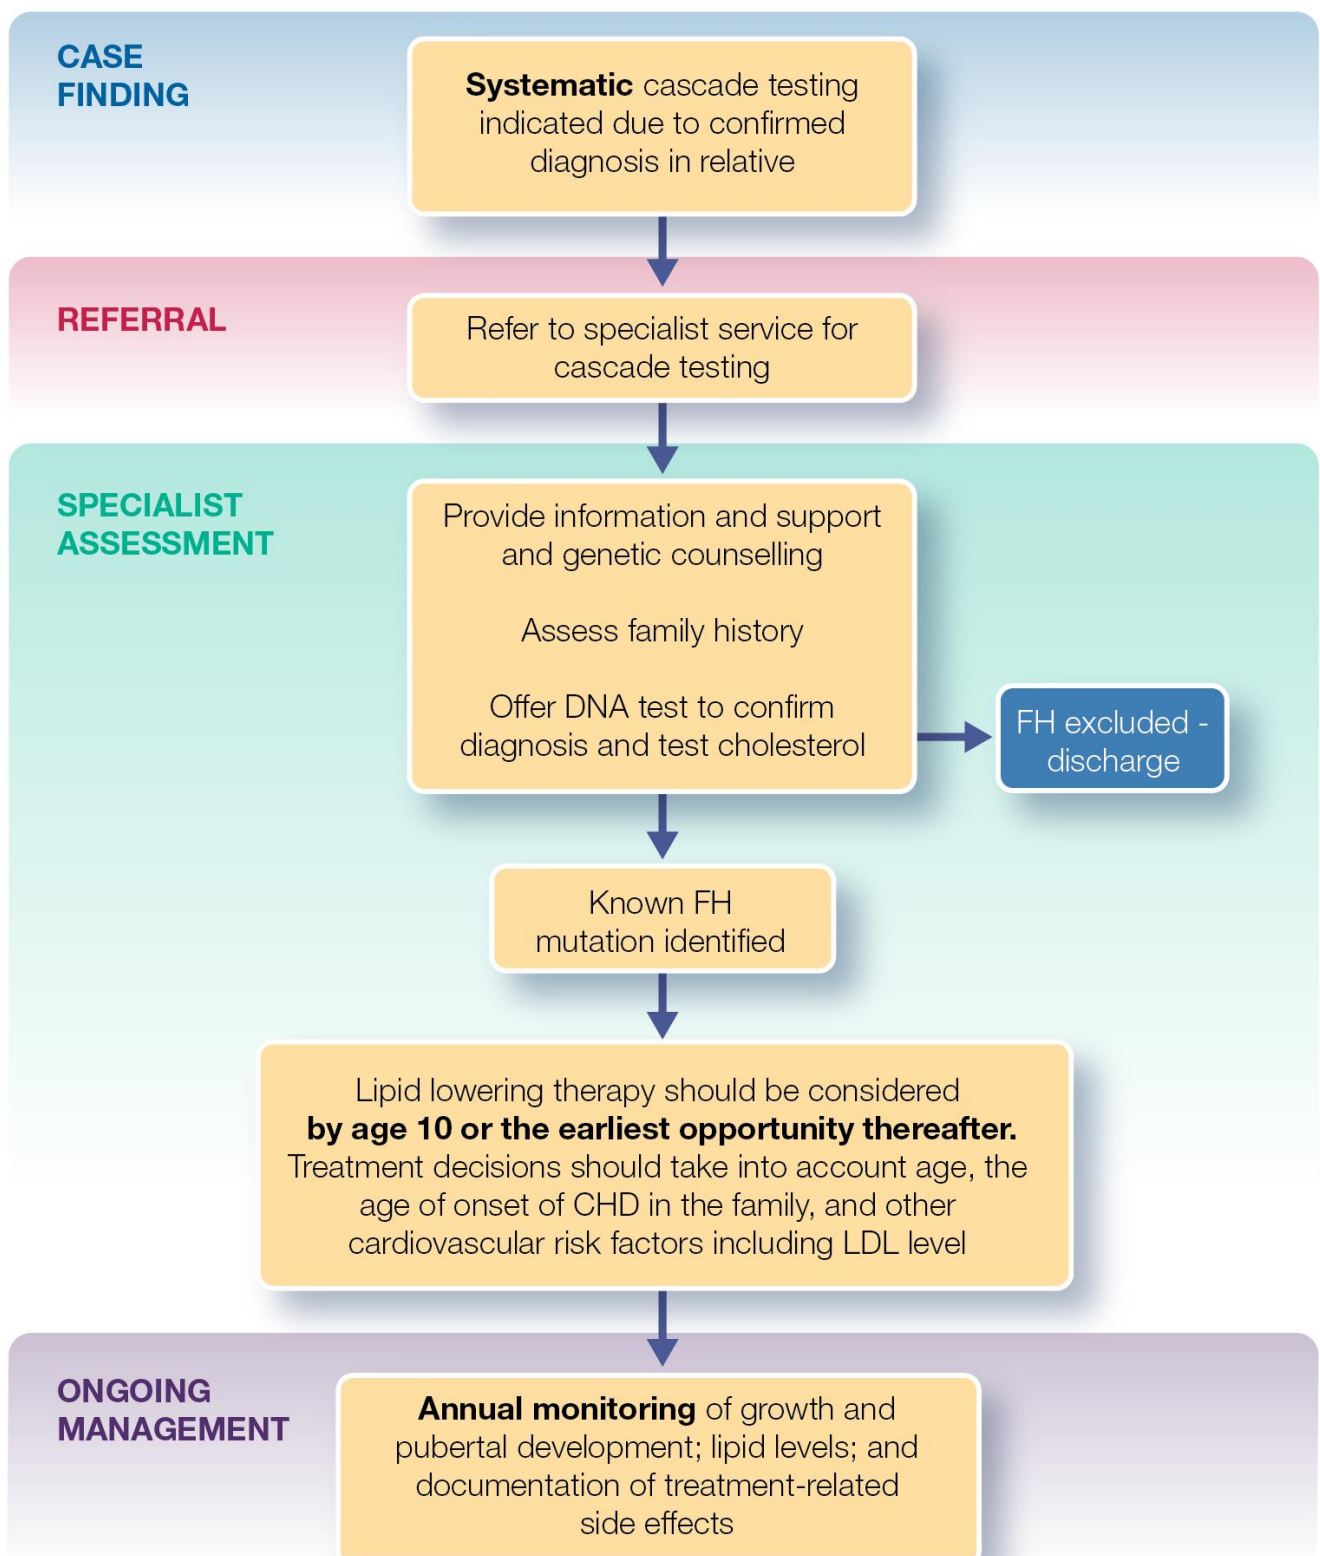 CASE
FINDING
Systematic cascade testing
indicated due to confirmed
diagnosis in relative
REFERRAL
Refer to specialist service for
cascade testing
SPECIALIST
ASSESSMENT
Provide information and support
and genetic counselling
Assess family history
Offer DNA test to confirm
diagnosis and test cholesterol
FH excluded -
discharge
Known FH
mutation identified
Lipid lowering therapy should be considered
by age 10 or the earliest opportunity thereafter.
Treatment decisions should take into account age, the
age of onset of CHD in the family, and other
cardiovascular risk factors including LDL level
ONGOING
MANAGEMENT
Annual monitoring of growth and
pubertal development; lipid levels; and
documentation of treatment-related
side effects